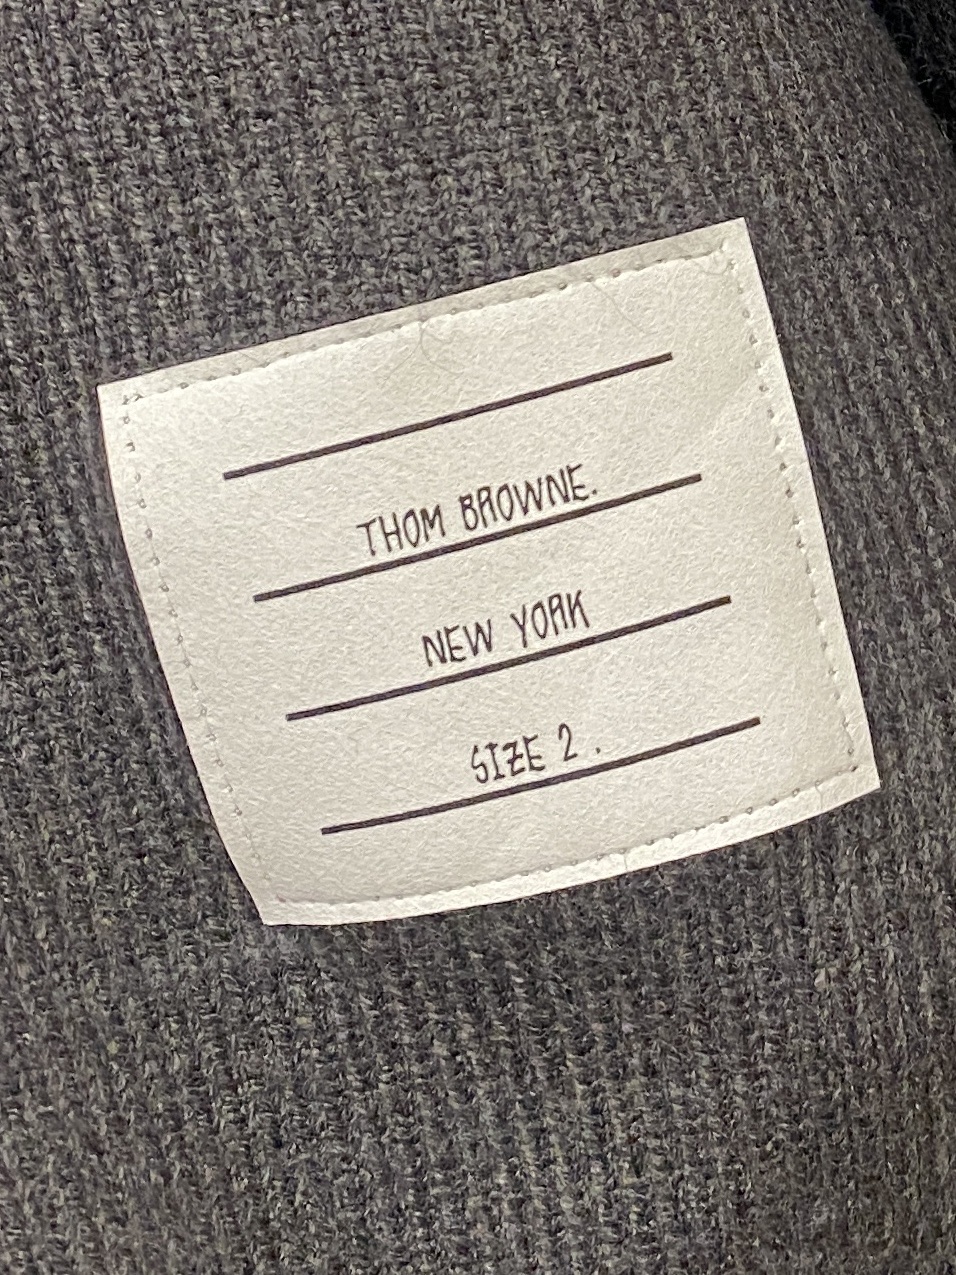 THOM BROWNE.
NEW YORK
SIZE 2 .